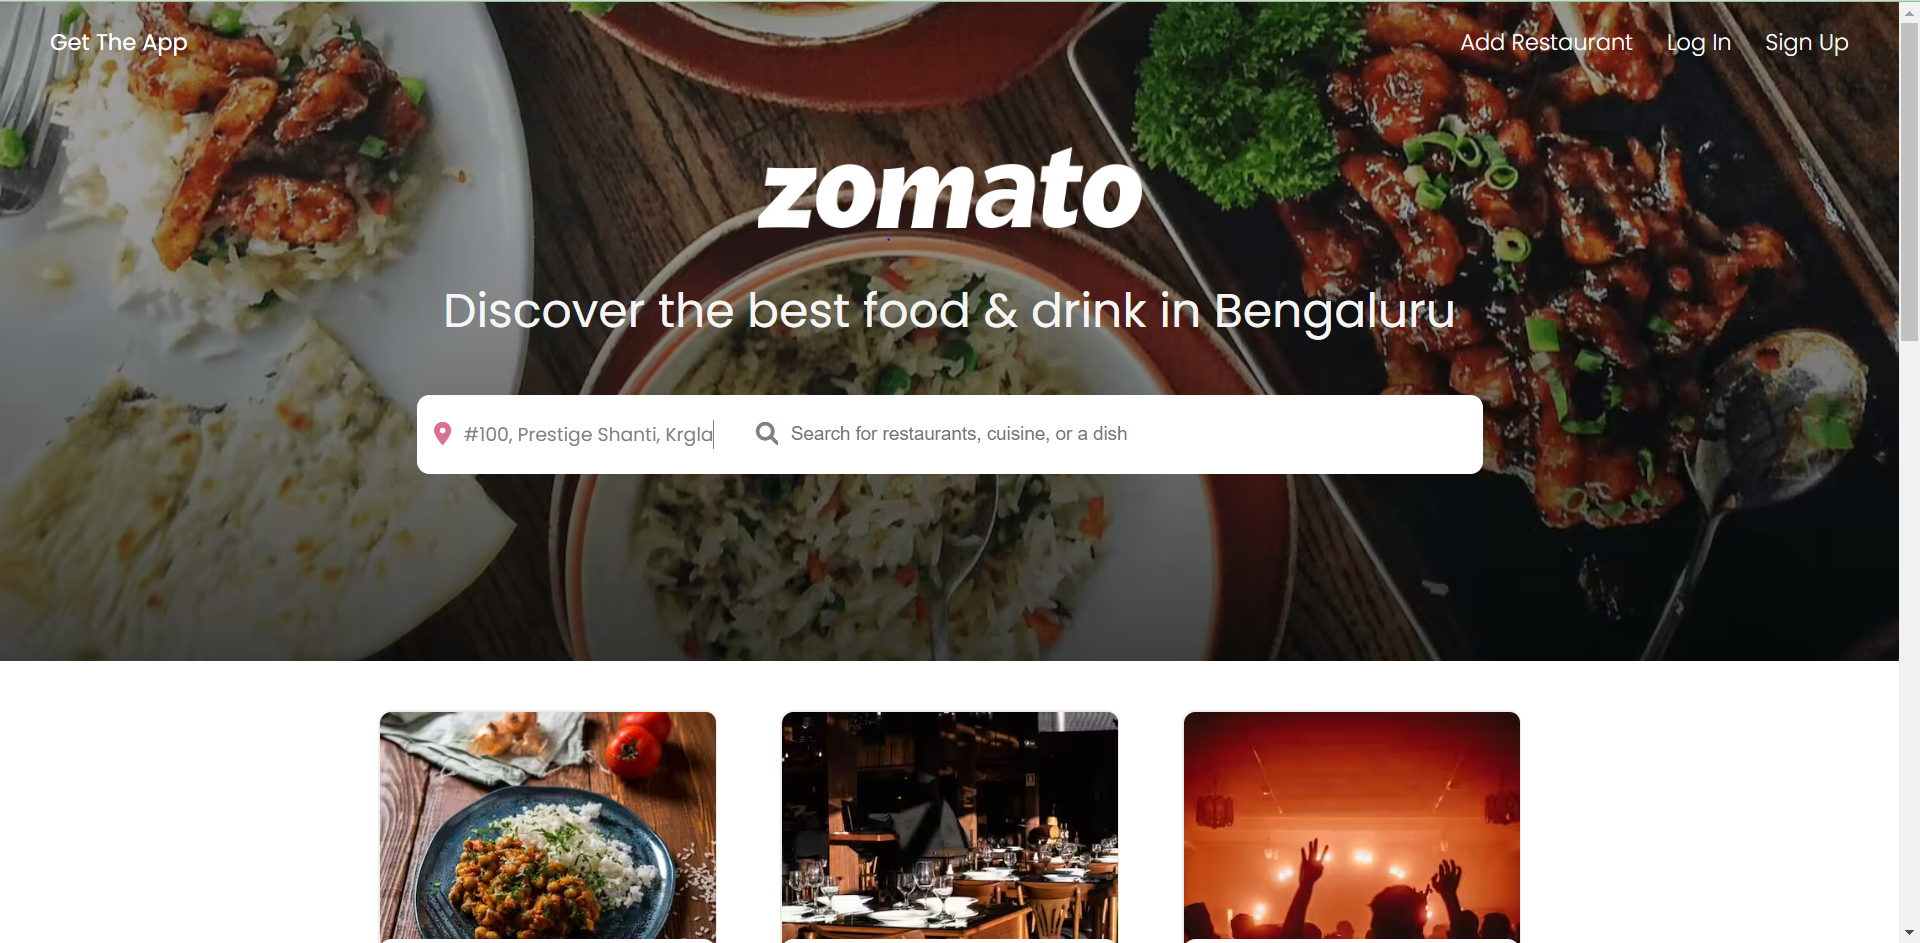 Get The App
Add Restaurant Log In Sign Up
zomato
Discover the best food & drink in Bengaluru
#100, Prestige Shanti, Krgla
Search for restaurants, cuisine, or a dish